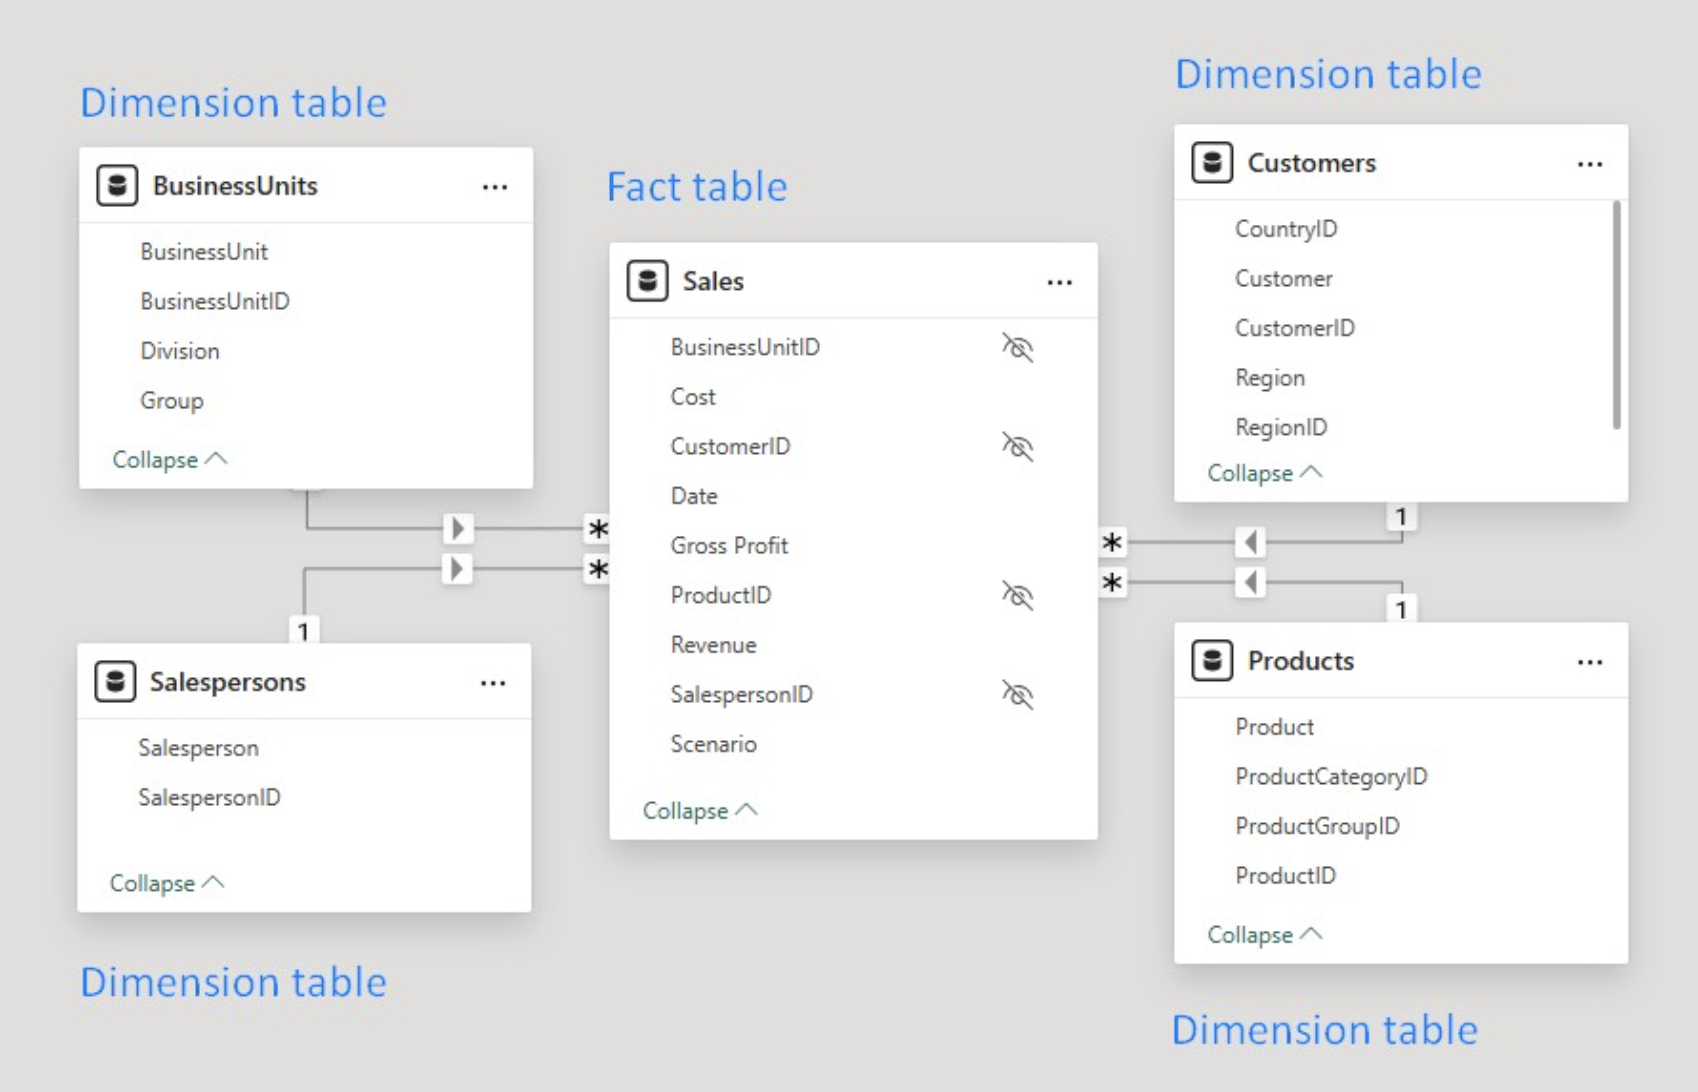 Dimension table
BusinessUnits
BusinessUnit
BusinessUnitID
Division
Group
Collapse
Fact table
Sales
BusinessUnitID
Cost
CustomerID
Date
Gross Profit
ProductID
Revenue
SalespersonID
Scenario
Collapse
Dimension table
Customers
CountryID
Customer
CustomerID
Region
RegionID
Collapse
*
*
*
1
*
1
1
Salespersons
Salesperson
SalespersonID
Collapse
Dimension table
Products
Product
ProductCategoryID
ProductGroupID
ProductID
Collapse
Dimension table